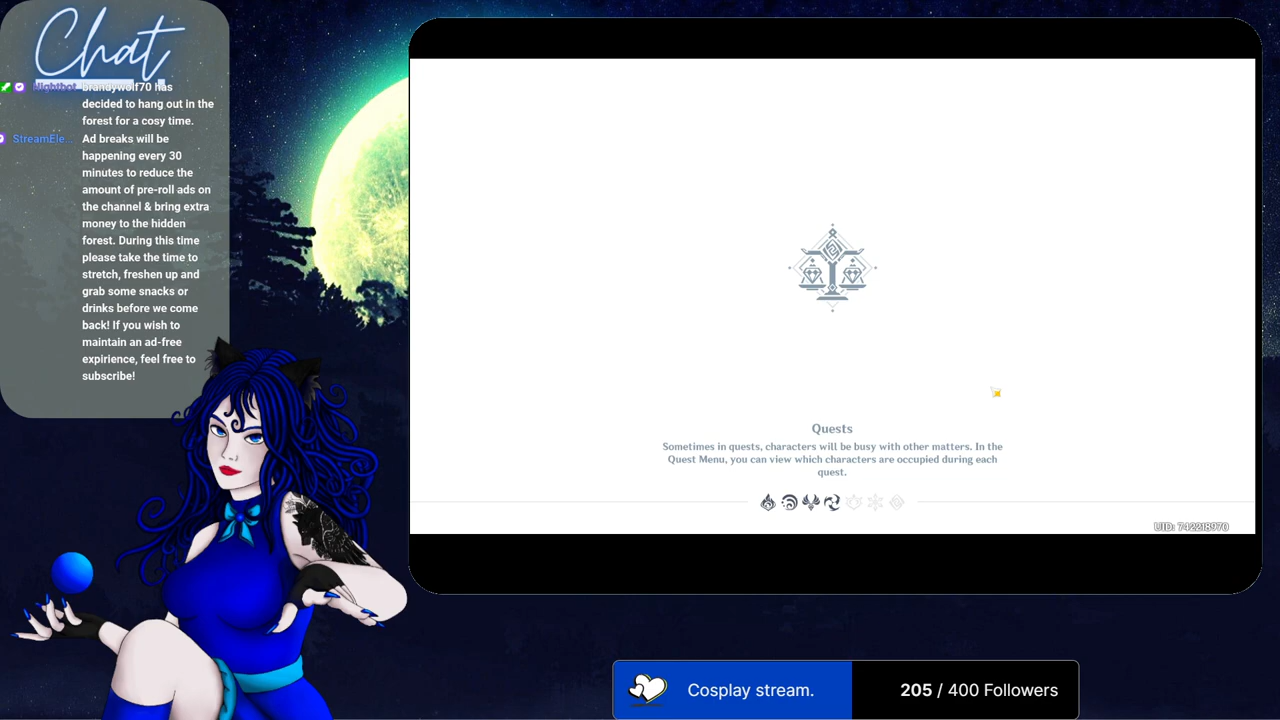 Chat
Nightbot brandywolf70 has
decided to hang out in the
forest for a cosy time.
StreamEle... Ad breaks will be
happening every 30
minutes to reduce the
amount of pre-roll ads on
the channel & bring extra
money to the hidden
forest. During this time
please take the time to
stretch, freshen up and
grab some snacks or
drinks before we come
back! If you wish to
maintain an ad-free
expirience, feel free to
subscribe!
Quests
Sometimes in quests, characters will be busy with other matters. In the
Quest Menu, you can view which characters are occupied during each
quest.
UID: 742218970
Cosplay stream.
205 / 400 Followers